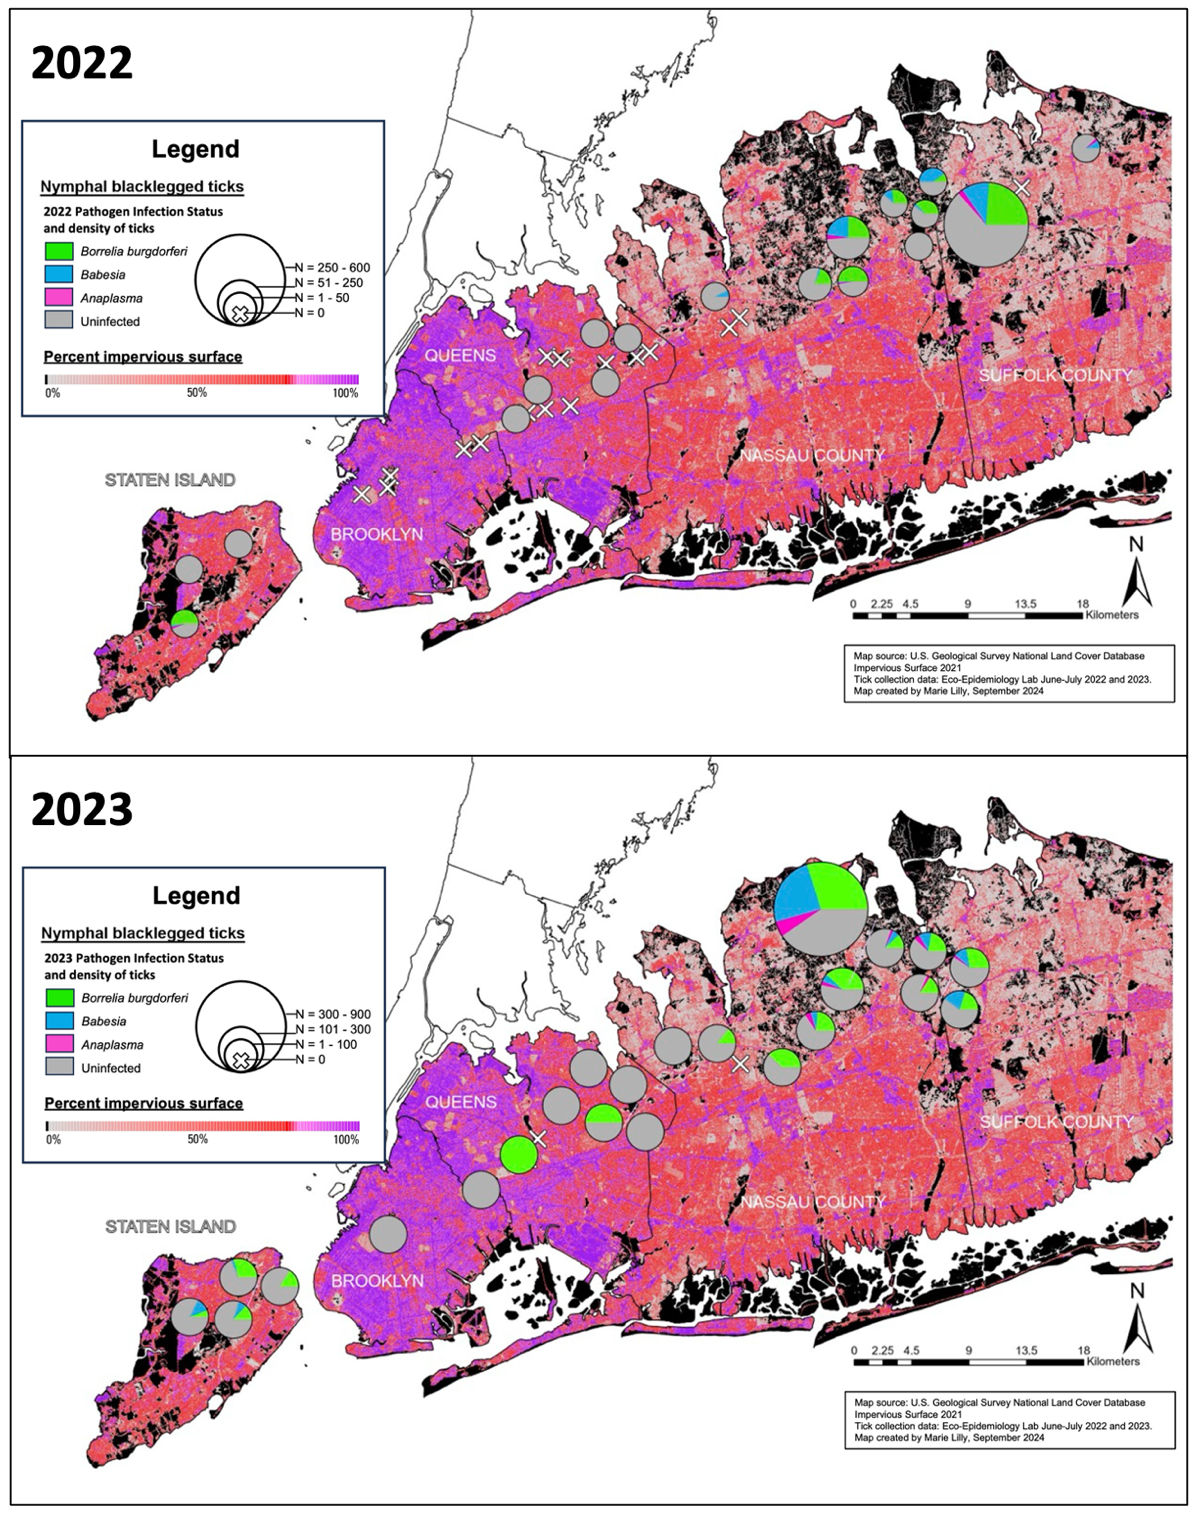 2022
Legend
Nymphal blacklegged ticks
2022 Pathogen Infection Status
and density of ticks
Borrelia burgdorferi
Babesia
Anaplasma
Uninfected
N = 250 - 600
N = 51 - 250
N = 1 - 50
N = 0
Percent impervious surface
0% 50% 100%
QUEENS
SUFFOLK COUNTY
NASSAU COUNTY
STATEN ISLAND
BROOKLYN
N
0 2.25 4.5 9 13.5 18
Kilometers
Map source: U.S. Geological Survey National Land Cover Database
Impervious Surface 2021
Tick collection data: Eco-Epidemiology Lab June-July 2022 and 2023.
Map created by Marie Lilly, September 2024
2023
Legend
Nymphal blacklegged ticks
2023 Pathogen Infection Status
and density of ticks
Borrelia burgdorferi
Babesia
Anaplasma
Uninfected
N = 300 - 900
N = 101 - 300
N = 1 - 100
N = 0
Percent impervious surface
0% 50% 100%
QUEENS
SUFFOLK COUNTY
NASSAU COUNTY
STATEN ISLAND
BROOKLYN
N
0 2.25 4.5 9 13.5 18
Kilometers
Map source: U.S. Geological Survey National Land Cover Database
Impervious Surface 2021
Tick collection data: Eco-Epidemiology Lab June-July 2022 and 2023.
Map created by Marie Lilly, September 2024